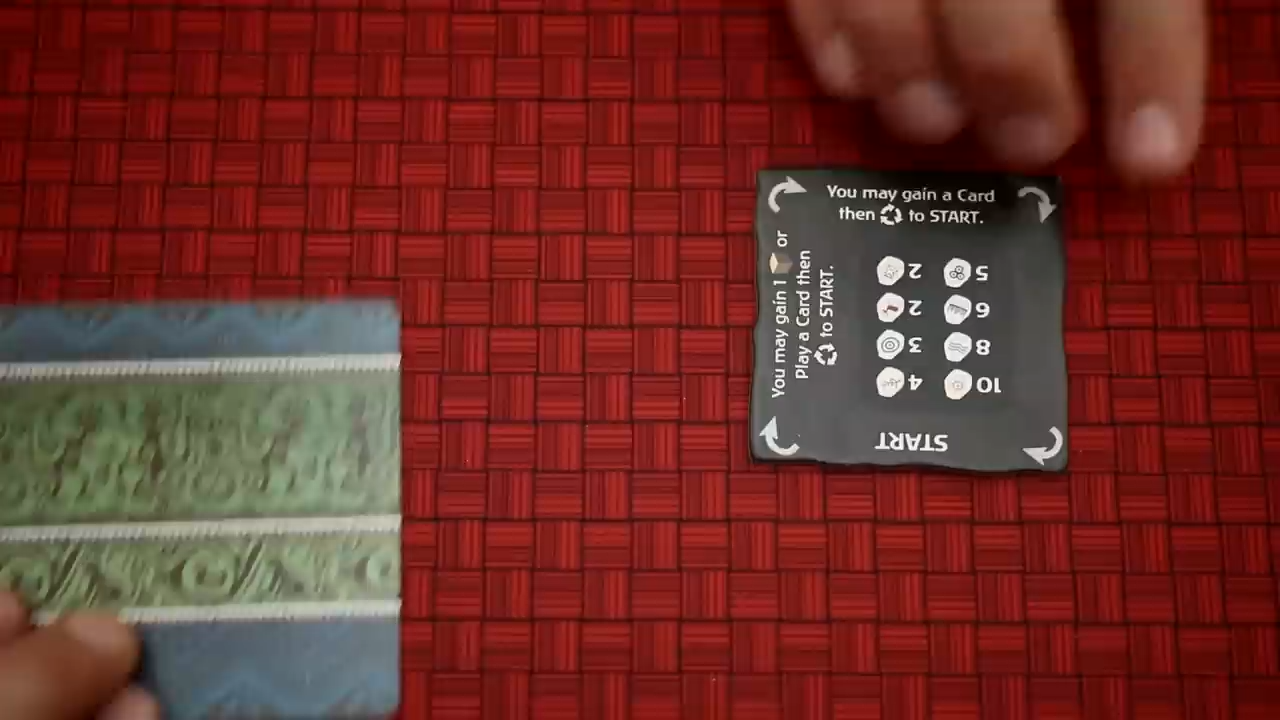 You may gain a Card
then to START.
You may gain 1 or
Play a Card then
to START.
2 5
2 6
3 8
4 10
START